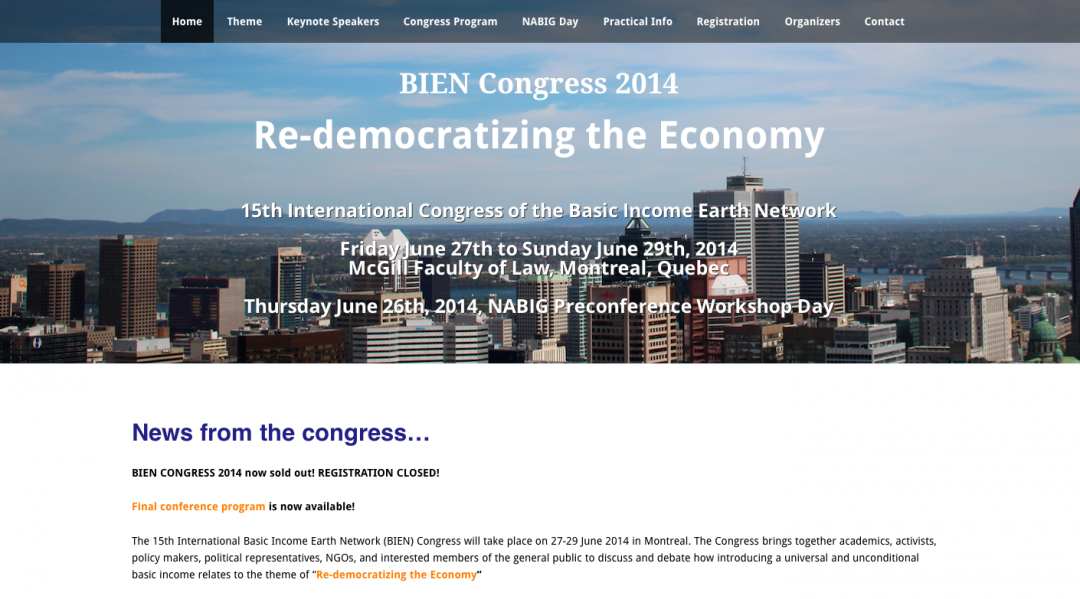 Home Theme Keynote Speakers Congress Program NABIG Day Practical Info Registration Organizers Contact
BIEN Congress 2014
Re-democratizing the Economy
15th International Congress of the Basic Income Earth Network
Friday June 27th to Sunday June 29th, 2014
McGill Faculty of Law, Montreal, Quebec
Thursday June 26th, 2014, NABIG Preconference Workshop Day
News from the congress…
BIEN CONGRESS 2014 now sold out! REGISTRATION CLOSED!
Final conference program is now available!
The 15th International Basic Income Earth Network (BIEN) Congress will take place on 27-29 June 2014 in Montreal. The Congress brings together academics, activists,
policy makers, political representatives, NGOs, and interested members of the general public to discuss and debate how introducing a universal and unconditional
basic income relates to the theme of “Re-democratizing the Economy“